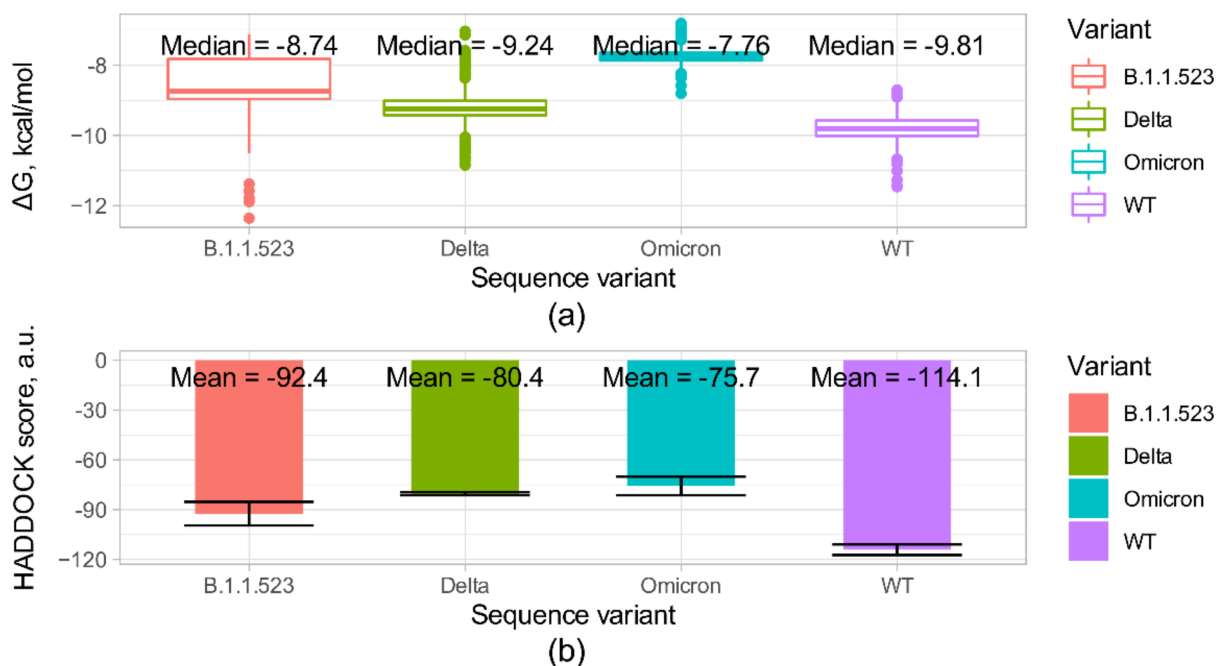 Median = -8.74 Median = -9.24 Median = -7.76 Median = -9.81
ΔG, kcal/mol
−8
−10
−12
B.1.1.523 Delta Omicron WT
Sequence variant
Variant
B.1.1.523
Delta
Omicron
WT
(a)
HADDOCK score, a.u.
0
−30
−60
−90
−120
Mean = -92.4 Mean = -80.4 Mean = -75.7 Mean = -114.1
B.1.1.523 Delta Omicron WT
Sequence variant
Variant
B.1.1.523
Delta
Omicron
WT
(b)